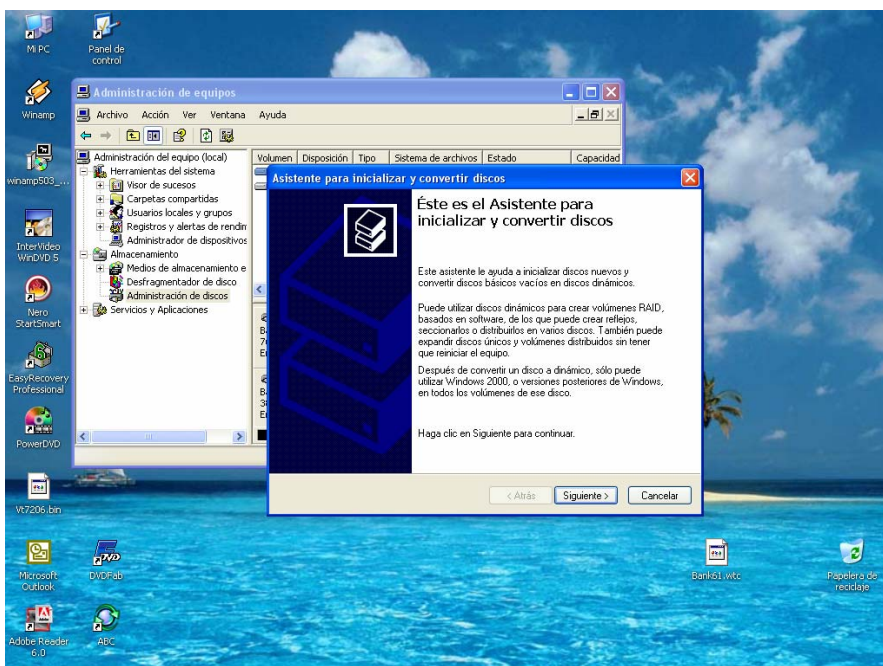 Mi PC
Panel de
control
Winamp
winamp503_...
InterVideo
WinDVD 5
Nero
StartSmart
EasyRecovery
Professional
PowerDVD
Vt7206.bin
Microsoft
Outlook
DVDFab
Adobe Reader
6.0
ABC
Bank61.wtc
Papelera de
reciclaje
Administración de equipos
Archivo Acción Ver Ventana Ayuda
Administración del equipo (local)
Herramientas del sistema
Visor de sucesos
Carpetas compartidas
Usuarios locales y grupos
Registros y alertas de rendim
Administrador de dispositivos
Almacenamiento
Medios de almacenamiento e
Desfragmentador de disco
Administración de discos
Servicios y Aplicaciones
Volumen Disposición Tipo Sistema de archivos Estado Capacidad
Asistente para inicializar y convertir discos
Éste es el Asistente para
inicializar y convertir discos
Este asistente le ayuda a inicializar discos nuevos y
convertir discos básicos vacíos en discos dinámicos.
Puede utilizar discos dinámicos para crear volúmenes RAID,
basados en software, de los que puede crear reflejos,
seccionarlos o distribuirlos en varios discos. También puede
expandir discos únicos y volúmenes distribuidos sin tener
que reiniciar el equipo.
Después de convertir un disco a dinámico, sólo puede
utilizar Windows 2000, o versiones posteriores de Windows,
en todos los volúmenes de ese disco.
Haga clic en Siguiente para continuar.
< Atrás Siguiente > Cancelar